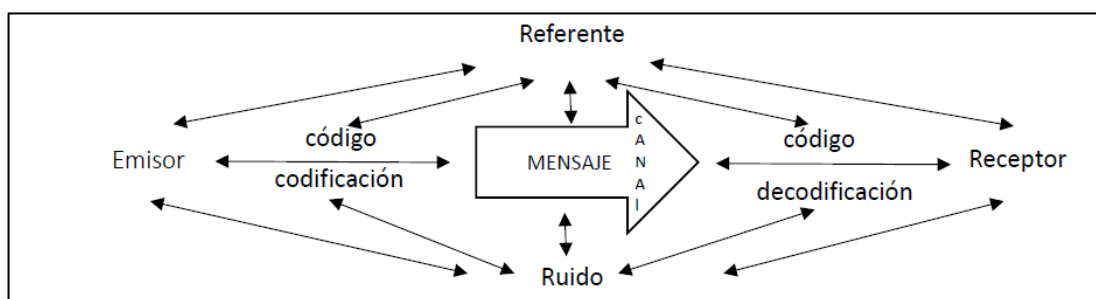 Referente
código
código
Emisor
MENSAJE
cANAl
Receptor
codificación
decodificación
Ruido